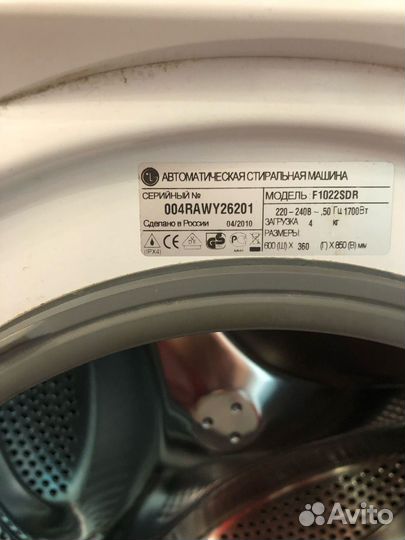 LG АВТОМАТИЧЕСКАЯ СТИРАЛЬНАЯ МАШИНА
СЕРИЙНЫЙ №
004RAWY26201
Сделано в России 04/2010
МОДЕЛЬ F1022SDR
220-240В ~ .50 Гц 1700Вт
ЗАГРУЗКА 4 кг
РАЗМЕРЫ
600 (Ш) X 360 (Г) X 850 (В) мм
(IPX4)
Avito